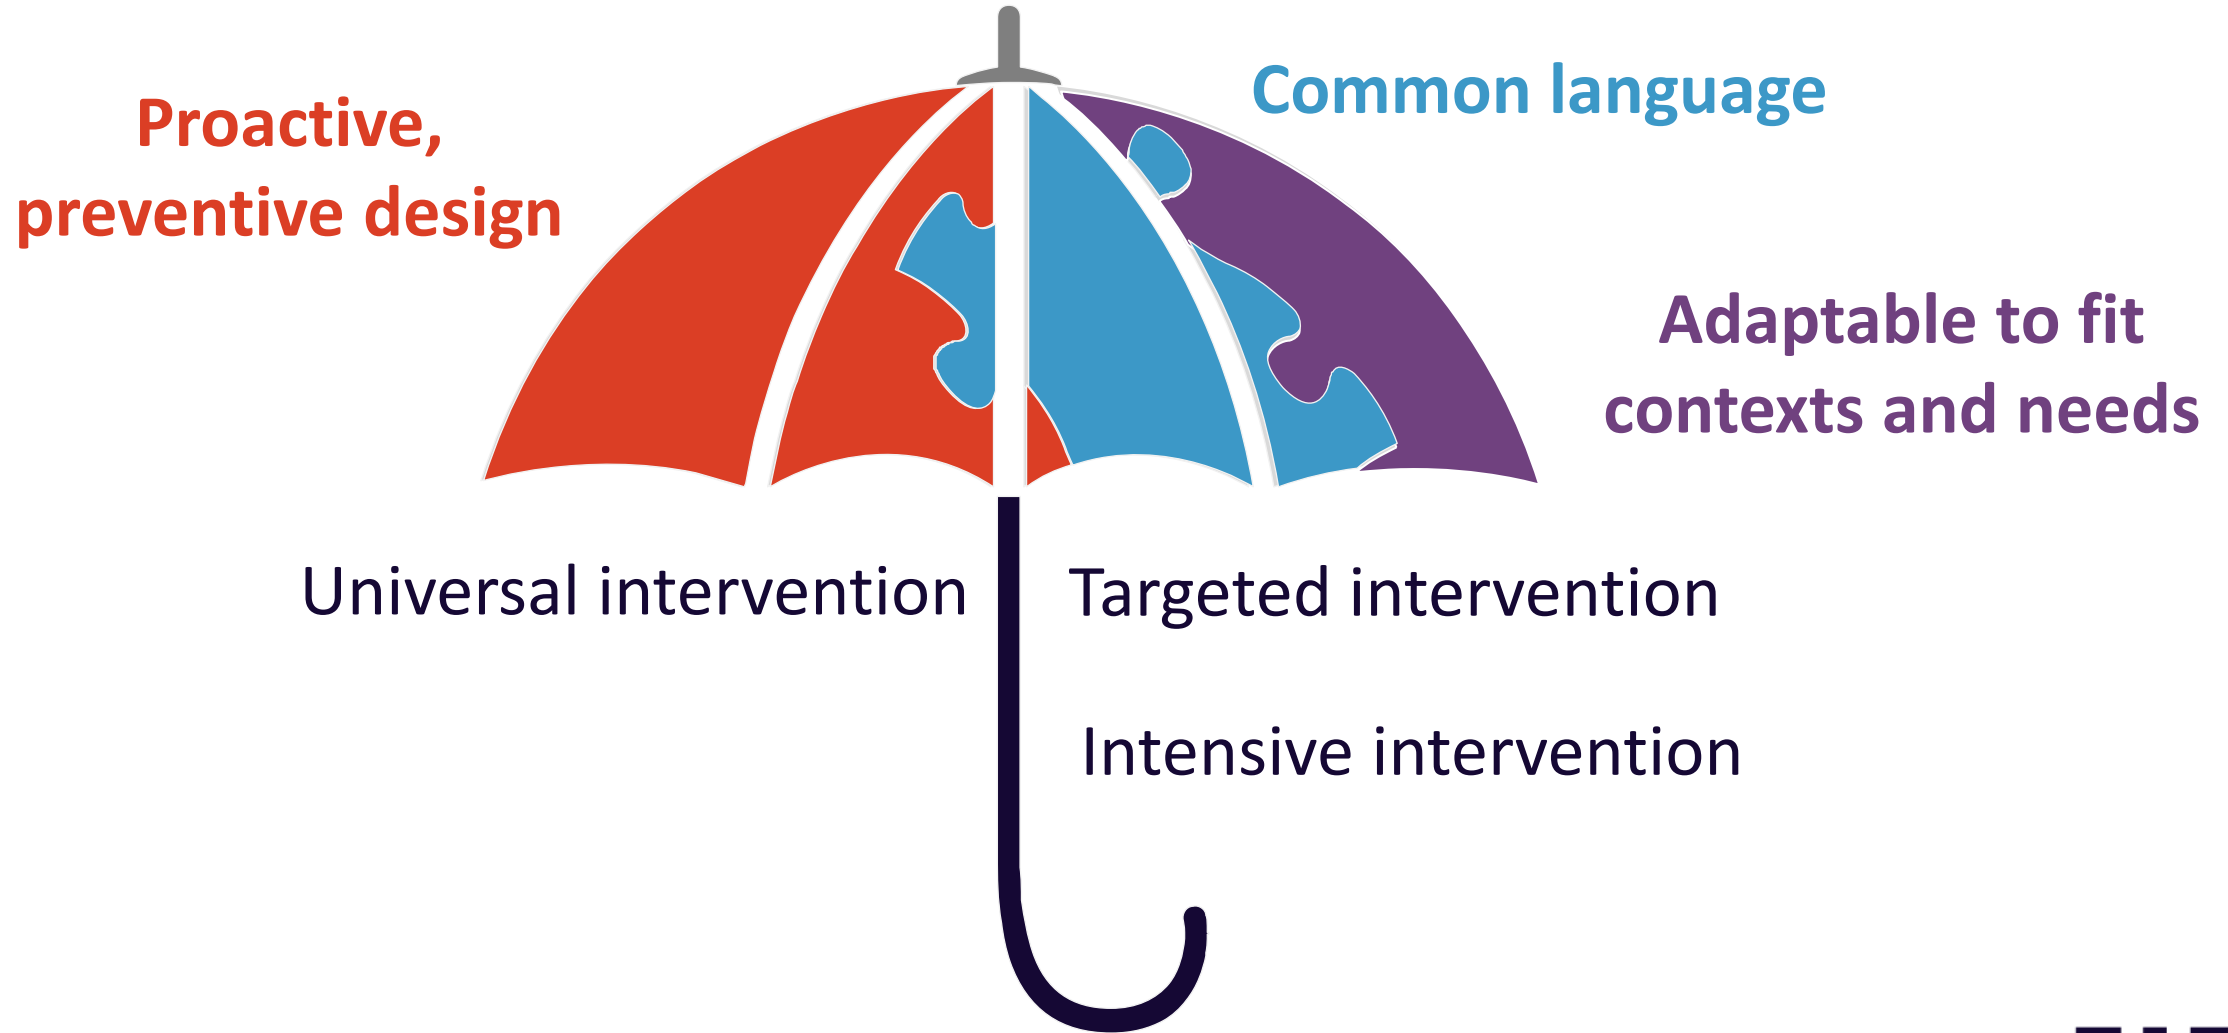 Proactive,
preventive design
Common language
Adaptable to fit
contexts and needs
Universal intervention
Targeted intervention
Intensive intervention